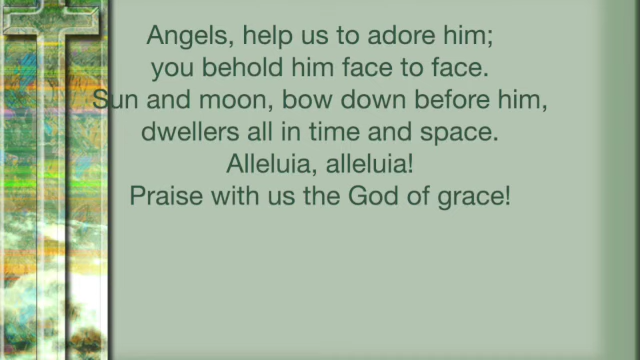 Angels, help us to adore him;
you behold him face to face.
Sun and moon, bow down before him,
dwellers all in time and space.
Alleluia, alleluia!
Praise with us the God of grace!